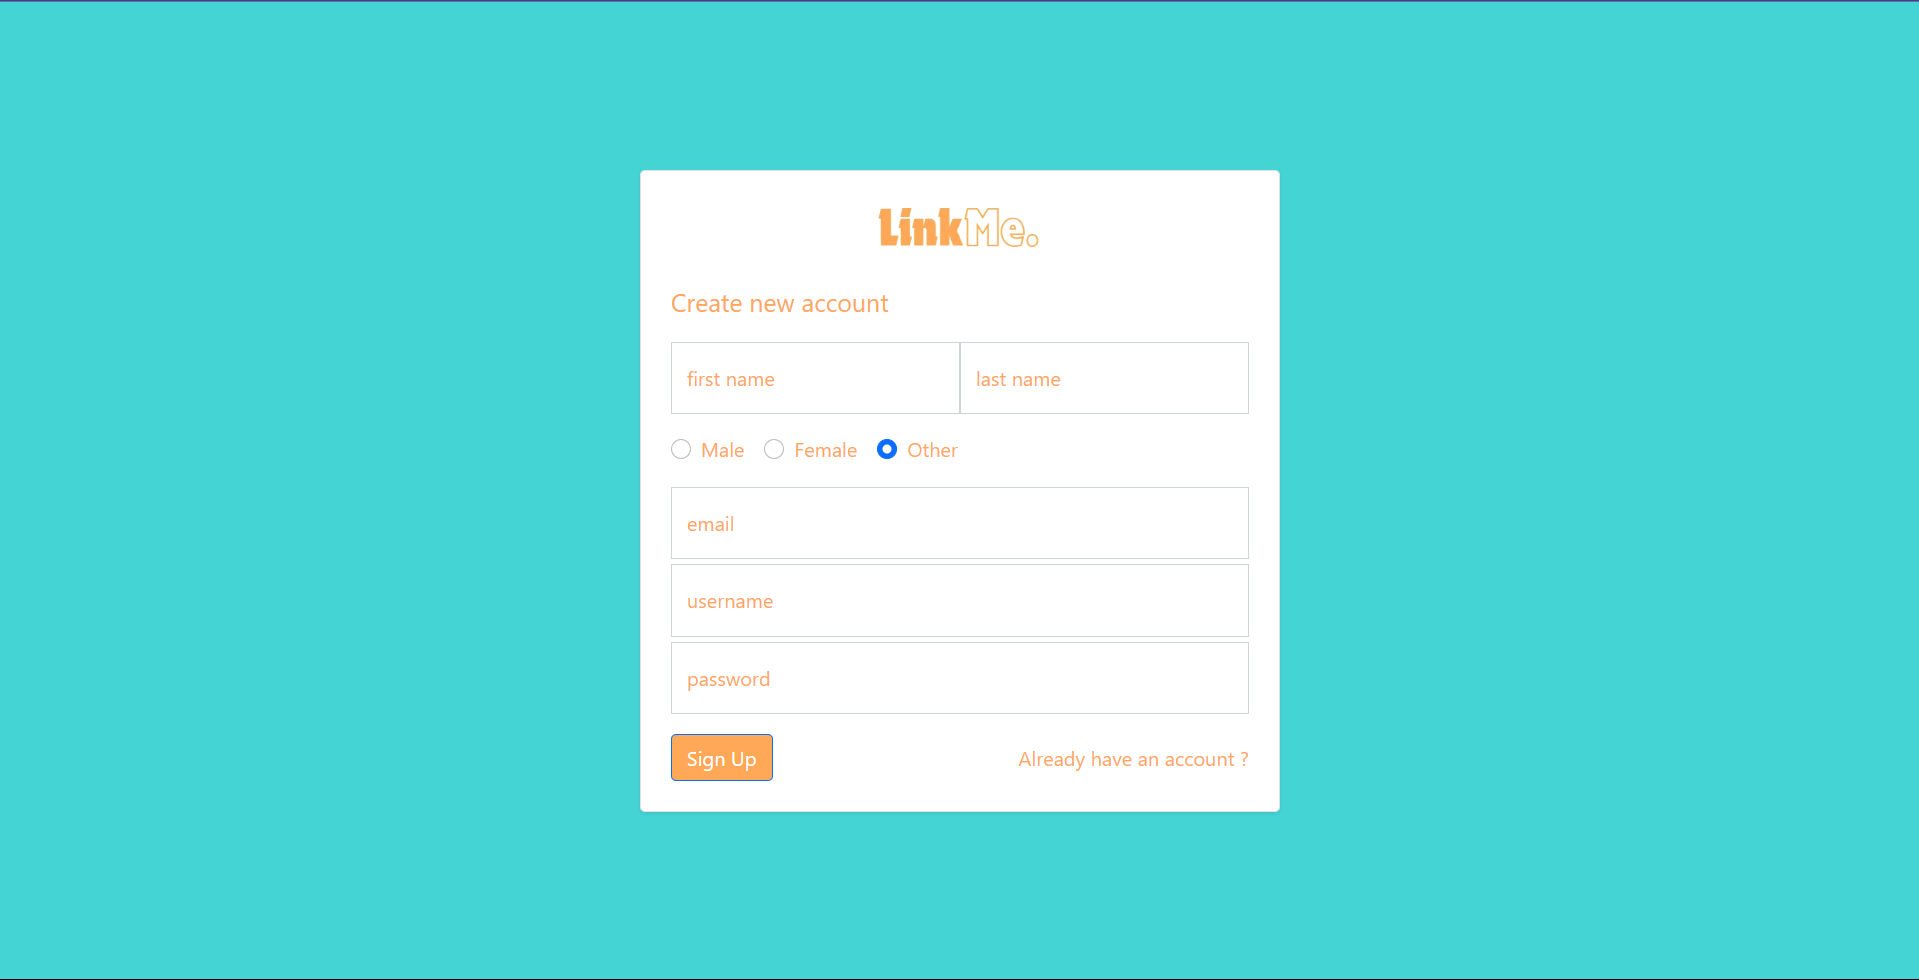 LinkMe.
Create new account
first name last name
Male Female Other
email
username
password
Sign Up Already have an account ?